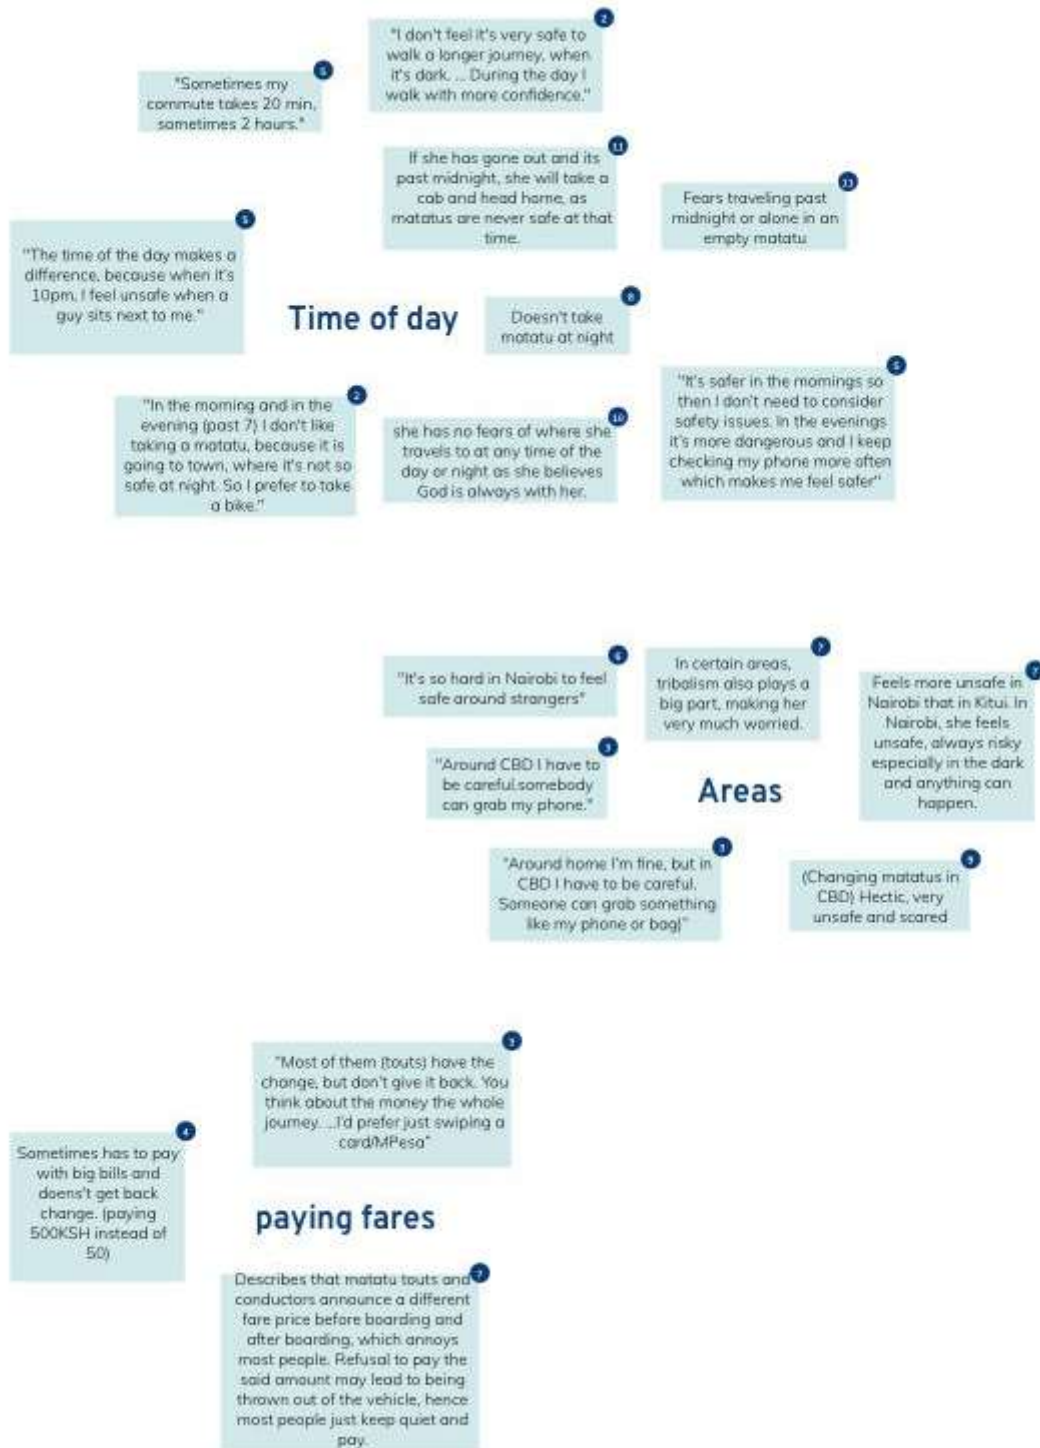 2
"I don't feel it's very safe to
walk a longer journey, when
it's dark. ... During the day I
walk with more confidence."
"Sometimes my
commute takes 20 min,
sometimes 2 hours."
11
If she has gone out and its
past midnight, she will take a
cab and head home, as
matatus are never safe at that
time.
11
Fears traveling past
midnight or alone in an
empty matatu
5
"The time of the day makes a
difference, because when it's
10pm, I feel unsafe when a
guy sits next to me."
Time of day
8
Doesn't take
matatu at night
2
"In the morning and in the
evening (past 7) I don't like
taking a matatu, because it is
going to town, where it's not so
safe at night. So I prefer to take
a bike."
10
she has no fears of where she
travels to at any time of the
day or night as she believes
God is always with her.
5
"It's safer in the mornings so
then I don't need to consider
safety issues. In the evenings
it's more dangerous and I keep
checking my phone more often
which makes me feel safer"
6
"It's so hard in Nairobi to feel
safe around strangers"
7
In certain areas,
tribalism also plays a
big part, making her
very much worried.
7
Feels more unsafe in
Nairobi that in Kitui. In
Nairobi, she feels
unsafe, always risky
especially in the dark
and anything can
happen.
3
"Around CBD I have to
be careful.somebody
can grab my phone."
Areas
3
"Around home I'm fine, but in
CBD I have to be careful.
Someone can grab something
like my phone or bag)"
9
(Changing matatus in
CBD) Hectic, very
unsafe and scared
3
"Most of them (touts) have the
change, but don't give it back. You
think about the money the whole
journey. ...I'd prefer just swiping a
card/MPesa"
4
Sometimes has to pay
with big bills and
doens't get back
change. (paying
500KSH instead of
50)
paying fares
7
Describes that matatu touts and
conductors announce a different
fare price before boarding and
after boarding, which annoys
most people. Refusal to pay the
said amount may lead to being
thrown out of the vehicle, hence
most people just keep quiet and
pay.